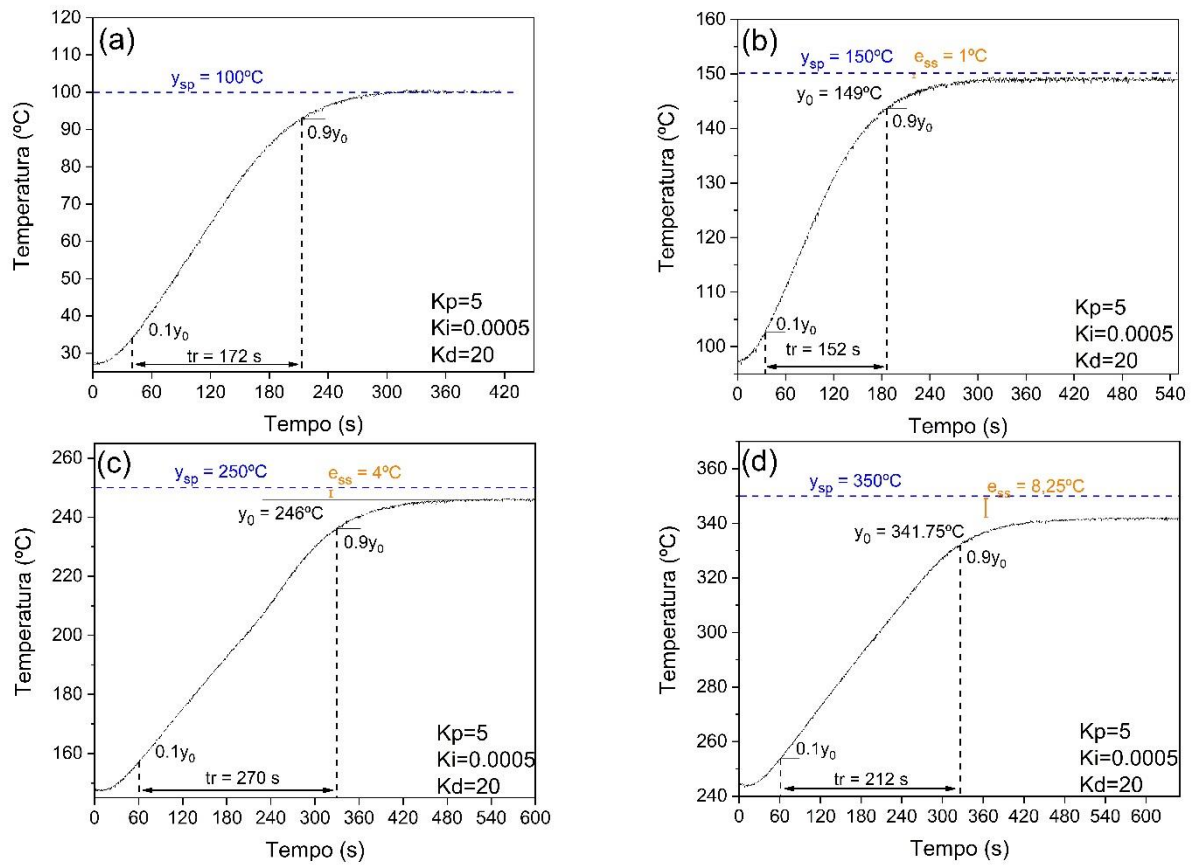 (a)
Temperatura (ºC)
120
110
100
90
80
70
60
50
40
30
y_sp = 100ºC
0.9y_0
0.1y_0
tr = 172 s
Kp=5
Ki=0.0005
Kd=20
0 60 120 180 240 300 360 420
Tempo (s)
(b)
Temperatura (ºC)
160
150
140
130
120
110
100
y_sp = 150ºC
e_ss = 1ºC
y_0 = 149ºC
0.9y_0
0.1y_0
tr = 152 s
Kp=5
Ki=0.0005
Kd=20
0 60 120 180 240 300 360 420 480 540
Tempo (s)
(c)
Temperatura (ºC)
260
240
220
200
180
160
y_sp = 250ºC
e_ss = 4ºC
y_0 = 246ºC
0.9y_0
0.1y_0
tr = 270 s
Kp=5
Ki=0.0005
Kd=20
0 60 120 180 240 300 360 420 480 540 600
Tempo (s)
(d)
Temperatura (ºC)
360
340
320
300
280
260
240
y_sp = 350ºC
e_ss = 8,25ºC
y_0 = 341.75ºC
0.9y_0
0.1y_0
tr = 212 s
Kp=5
Ki=0.0005
Kd=20
0 60 120 180 240 300 360 420 480 540 600
Tempo (s)